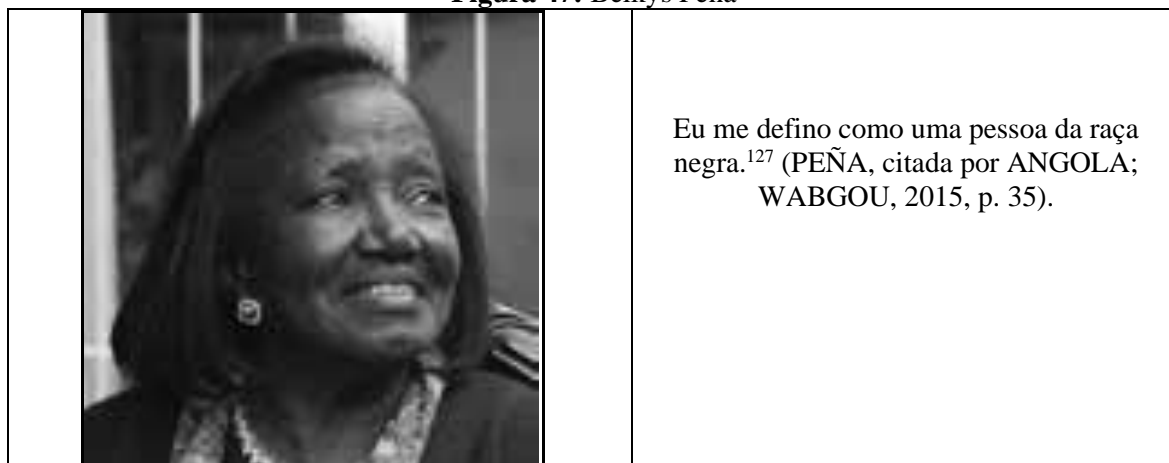 Eu me defino como uma pessoa da raça
negra.127 (PEÑA, citada por ANGOLA;
WABGOU, 2015, p. 35).